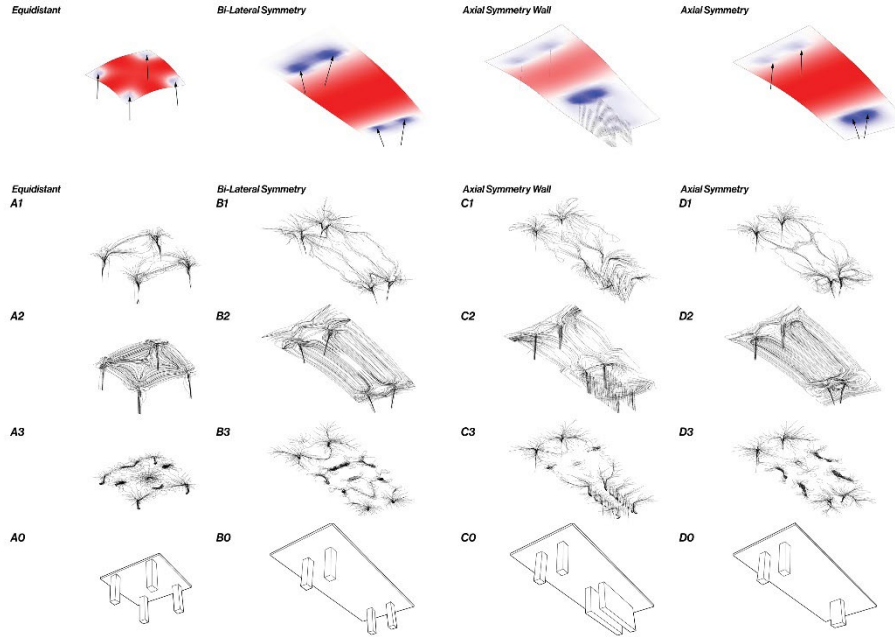 Equidistant Bi-Lateral Symmetry Axial Symmetry Wall Axial Symmetry
Equidistant Bi-Lateral Symmetry Axial Symmetry Wall Axial Symmetry
A1 B1 C1 D1
A2 B2 C2 D2
A3 B3 C3 D3
A0 B0 C0 D0